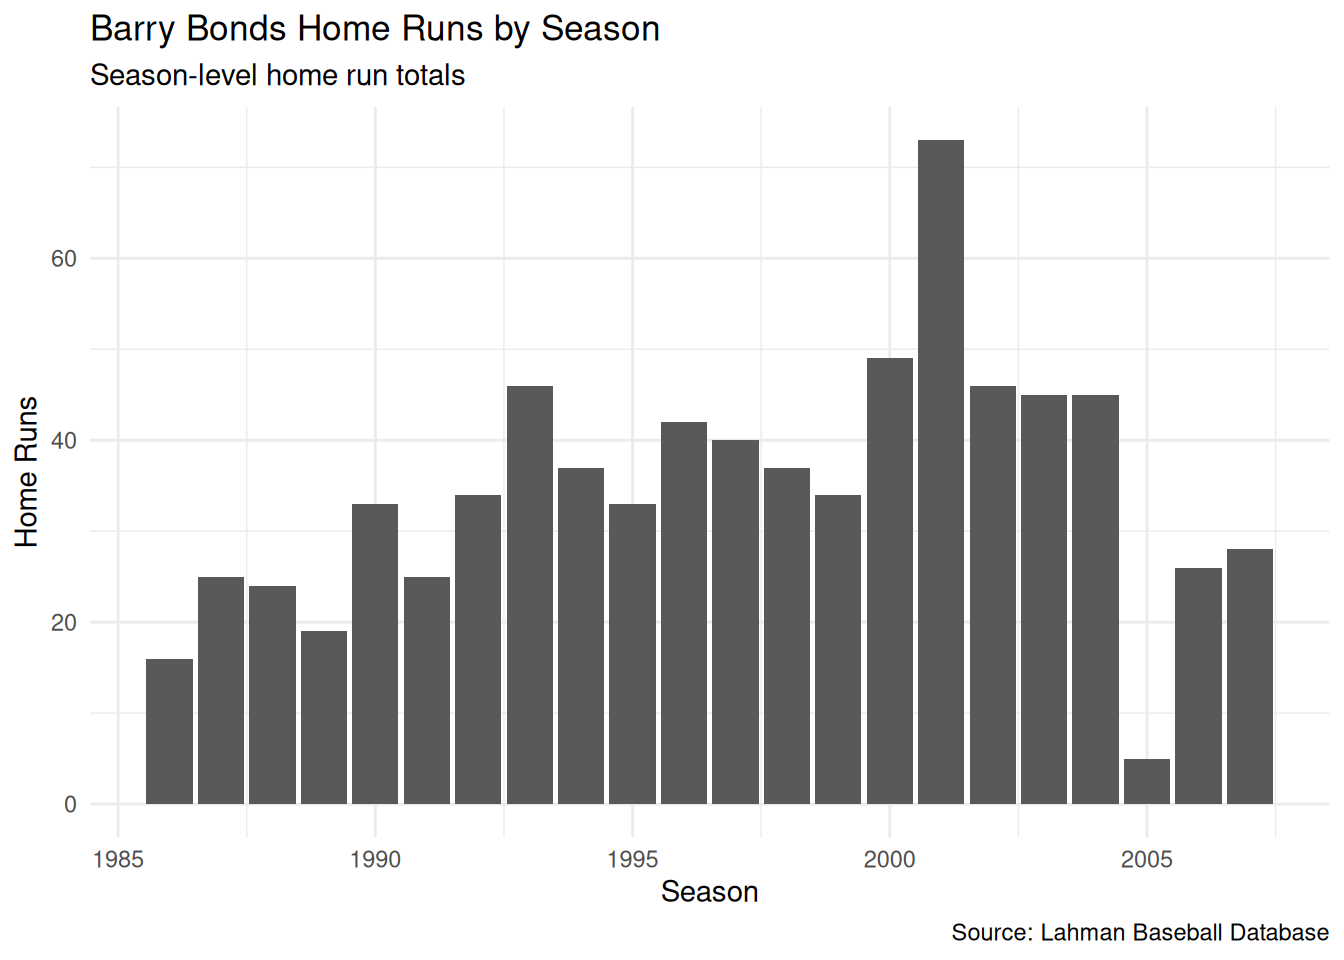 Barry Bonds Home Runs by Season
Season-level home run totals
Home Runs
60
40
20
0
1985 1990 1995 2000 2005
Season
Source: Lahman Baseball Database